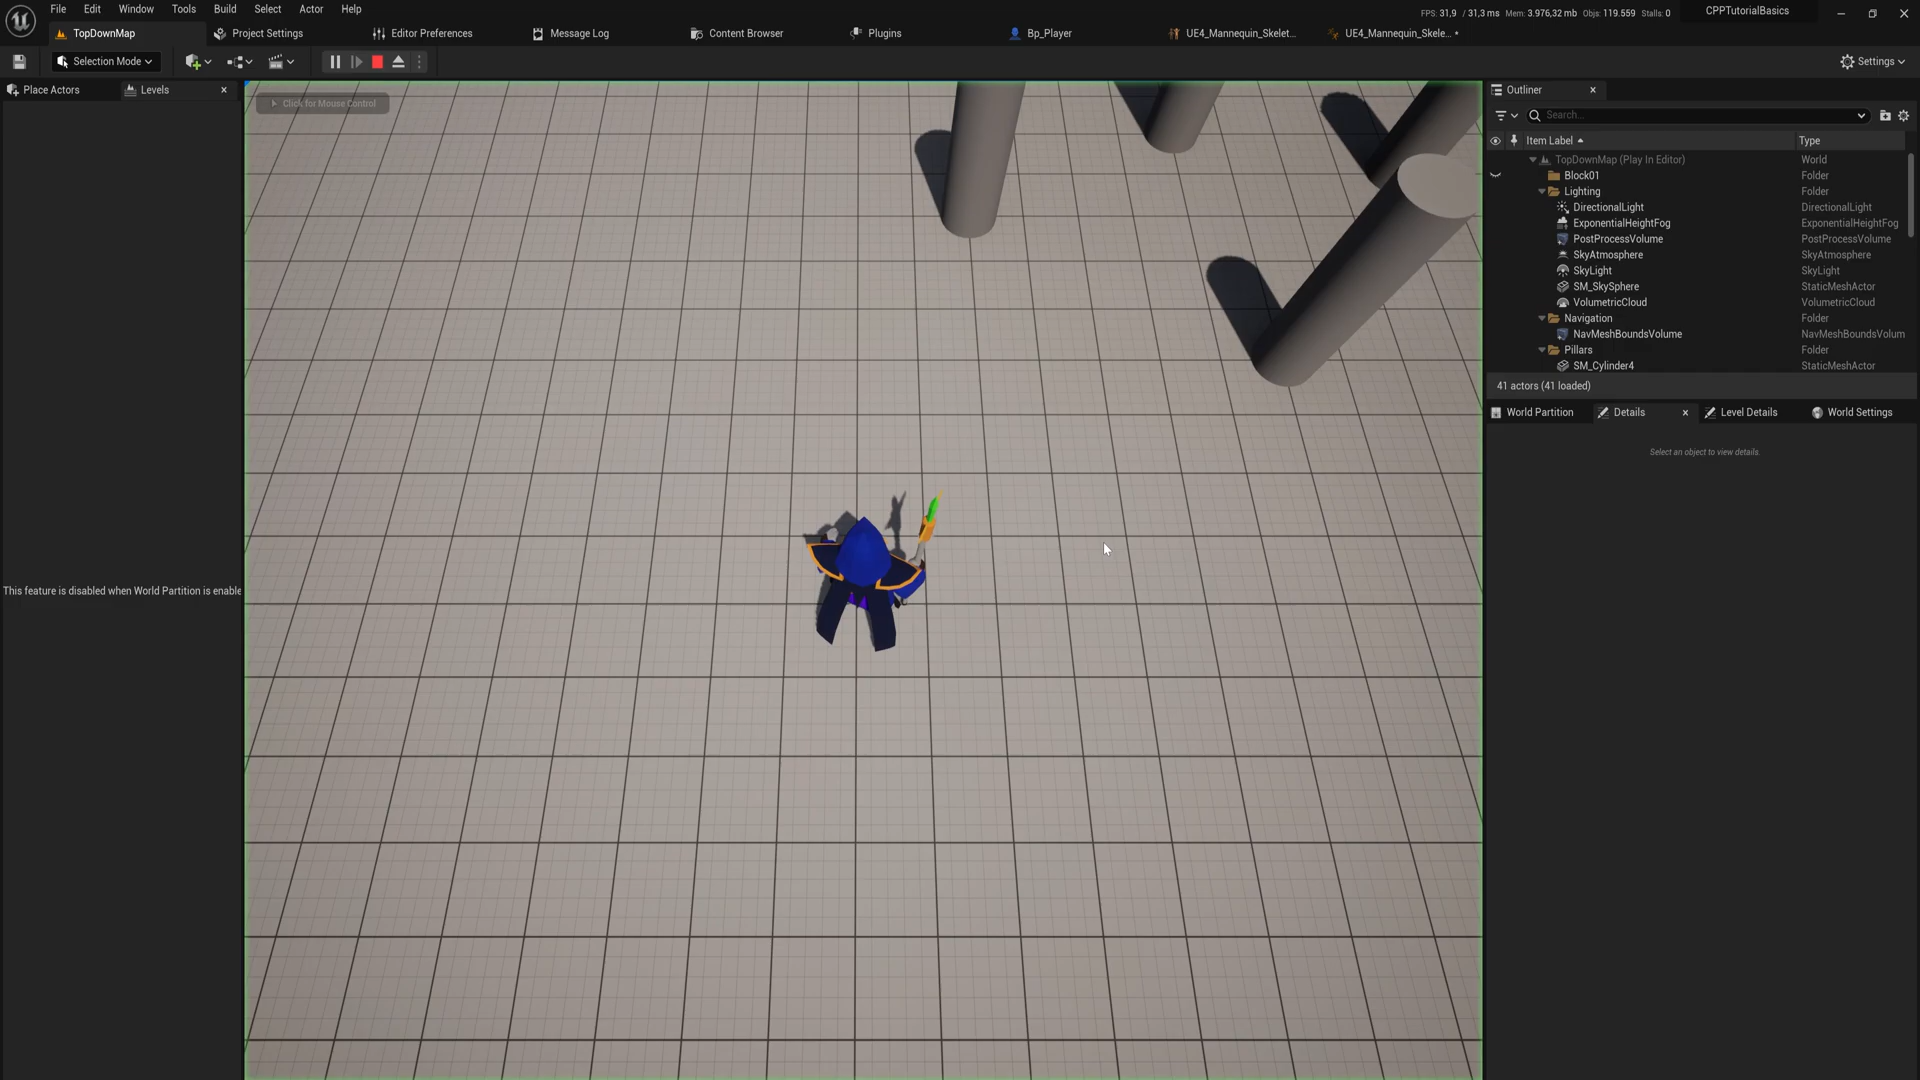 File Edit Window Tools Build Select Actor Help
FPS: 31,9 / 31,3 ms Mem: 3.976,32 mb Objs: 119.559 Stalls: 0
CPPTutorialBasics
TopDownMap
Project Settings
Editor Preferences
Message Log
Content Browser
Plugins
Bp_Player
UE4_Mannequin_Skelet...
UE4_Mannequin_Skele... *
Selection Mode
Settings
Place Actors
Levels
Click for Mouse Control
This feature is disabled when World Partition is enable
Outliner
Search...
Item Label Type
TopDownMap (Play In Editor) World
Block01 Folder
Lighting Folder
DirectionalLight DirectionalLight
ExponentialHeightFog ExponentialHeightFog
PostProcessVolume PostProcessVolume
SkyAtmosphere SkyAtmosphere
SkyLight SkyLight
SM_SkySphere StaticMeshActor
VolumetricCloud VolumetricCloud
Navigation Folder
NavMeshBoundsVolume NavMeshBoundsVolum
Pillars Folder
SM_Cylinder4 StaticMeshActor
41 actors (41 loaded)
World Partition
Details
Level Details
World Settings
Select an object to view details.